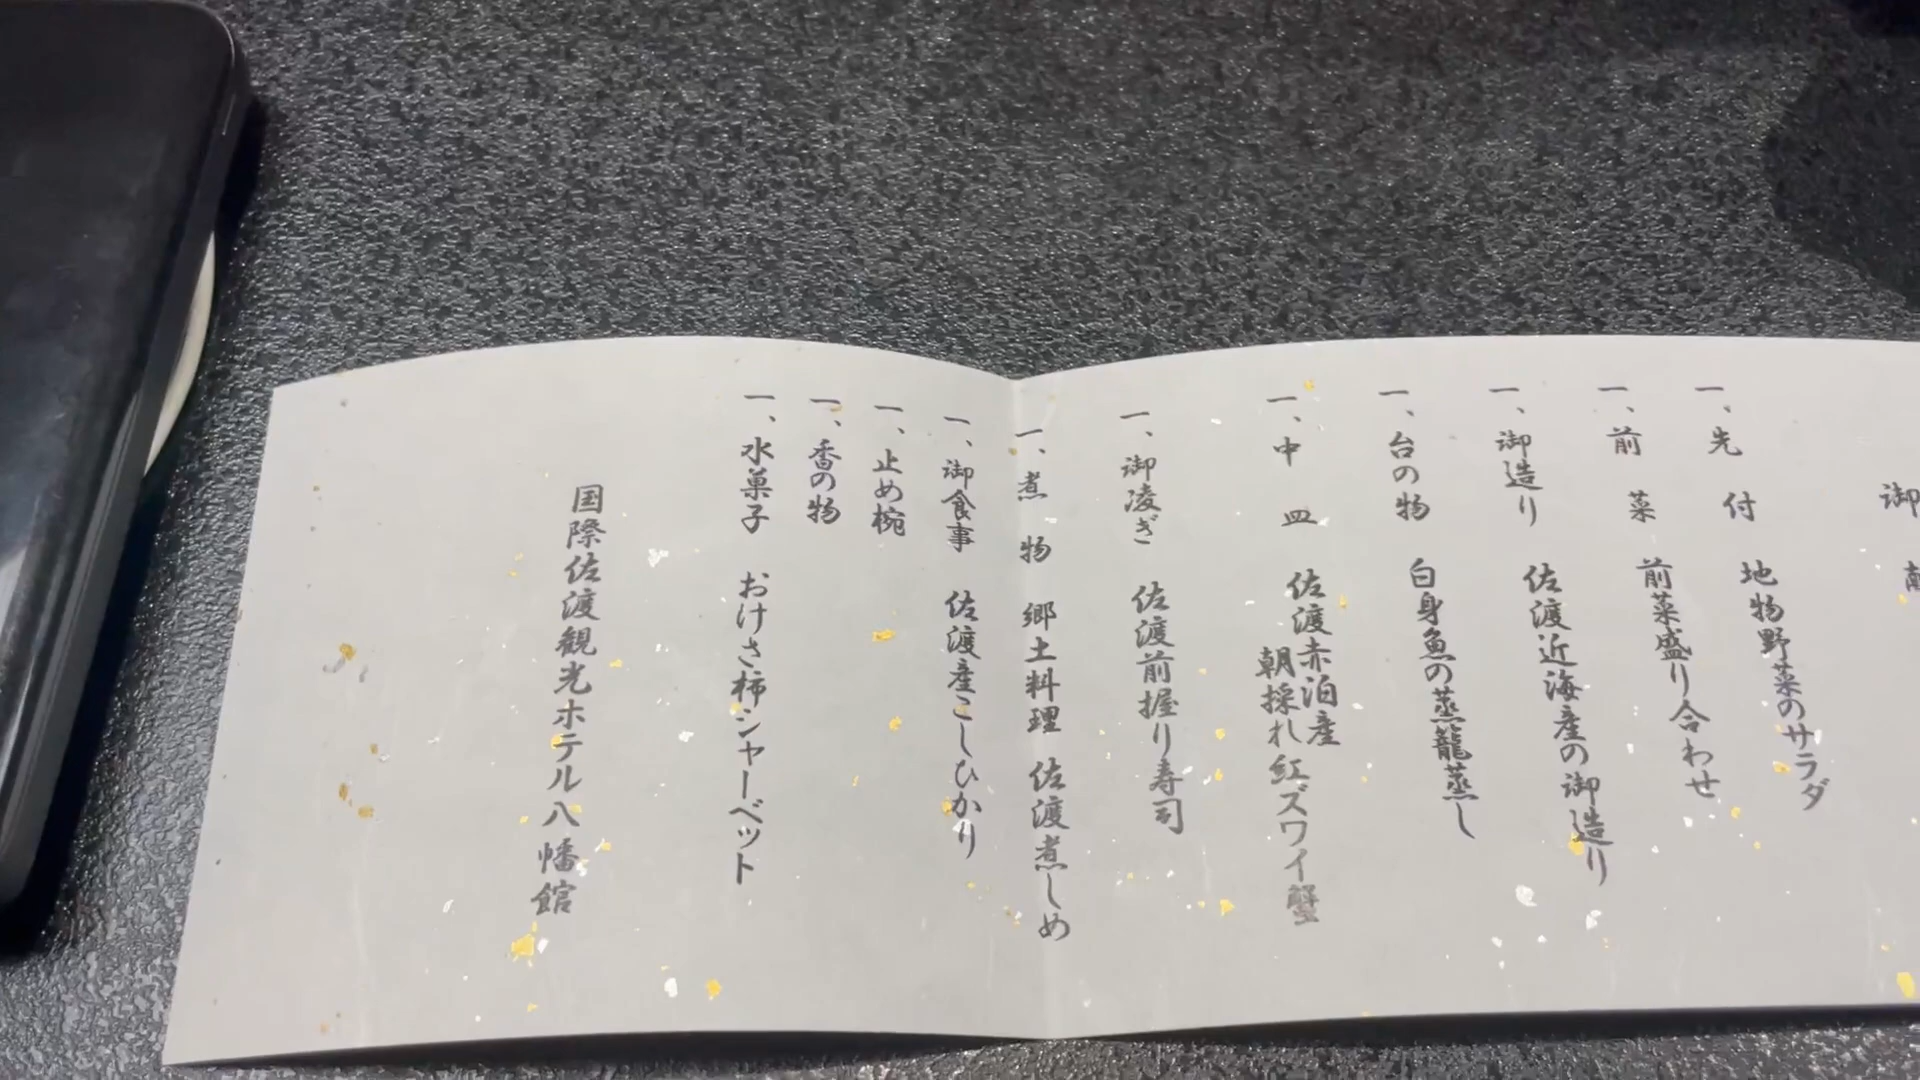 御
一、先 付 地物野菜のサラダ
一、前 菜 前菜盛り合わせ
一、御造り 佐渡近海産の御造り
一、台の物 白身魚の蒸籠蒸し
一、中 皿 佐渡赤泊産
朝採れ紅ズワイ蟹
一、御凌ぎ 佐渡前握り寿司
一、煮 物 郷土料理 佐渡煮しめ
一、御食事 佐渡産こしひかり
一、止め椀
一、香の物
一、水菓子 おけさ柿シャーベット
国際佐渡観光ホテル八幡館